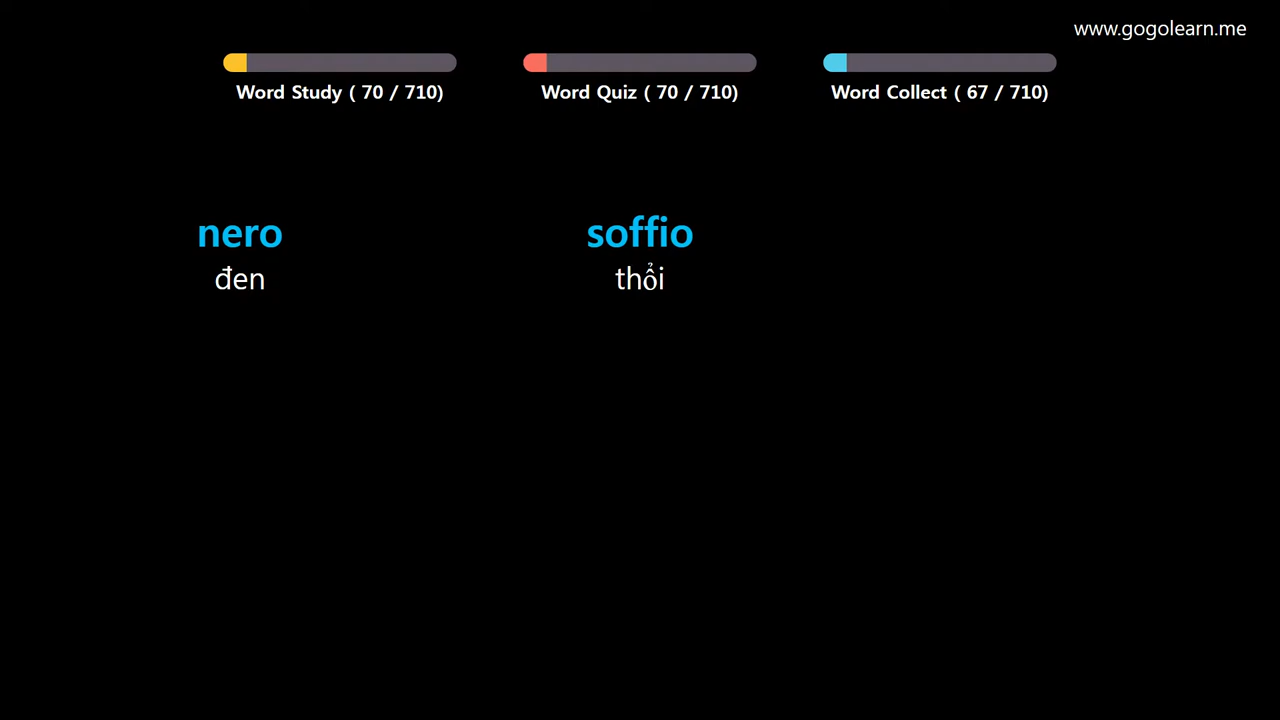 www.gogolearn.me
Word Study ( 70 / 710)
Word Quiz ( 70 / 710)
Word Collect ( 67 / 710)
nero
đen
soffio
thổi